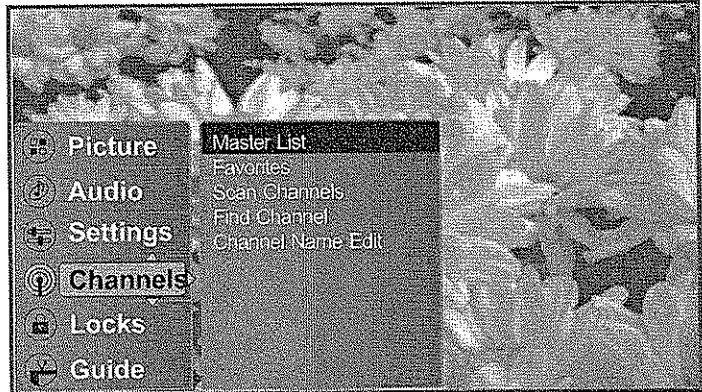 Picture
Audio
Settings
Channels
Locks
Guide
Master List
Favorites
Scan Channels
Find Channel
Channel Name Edit